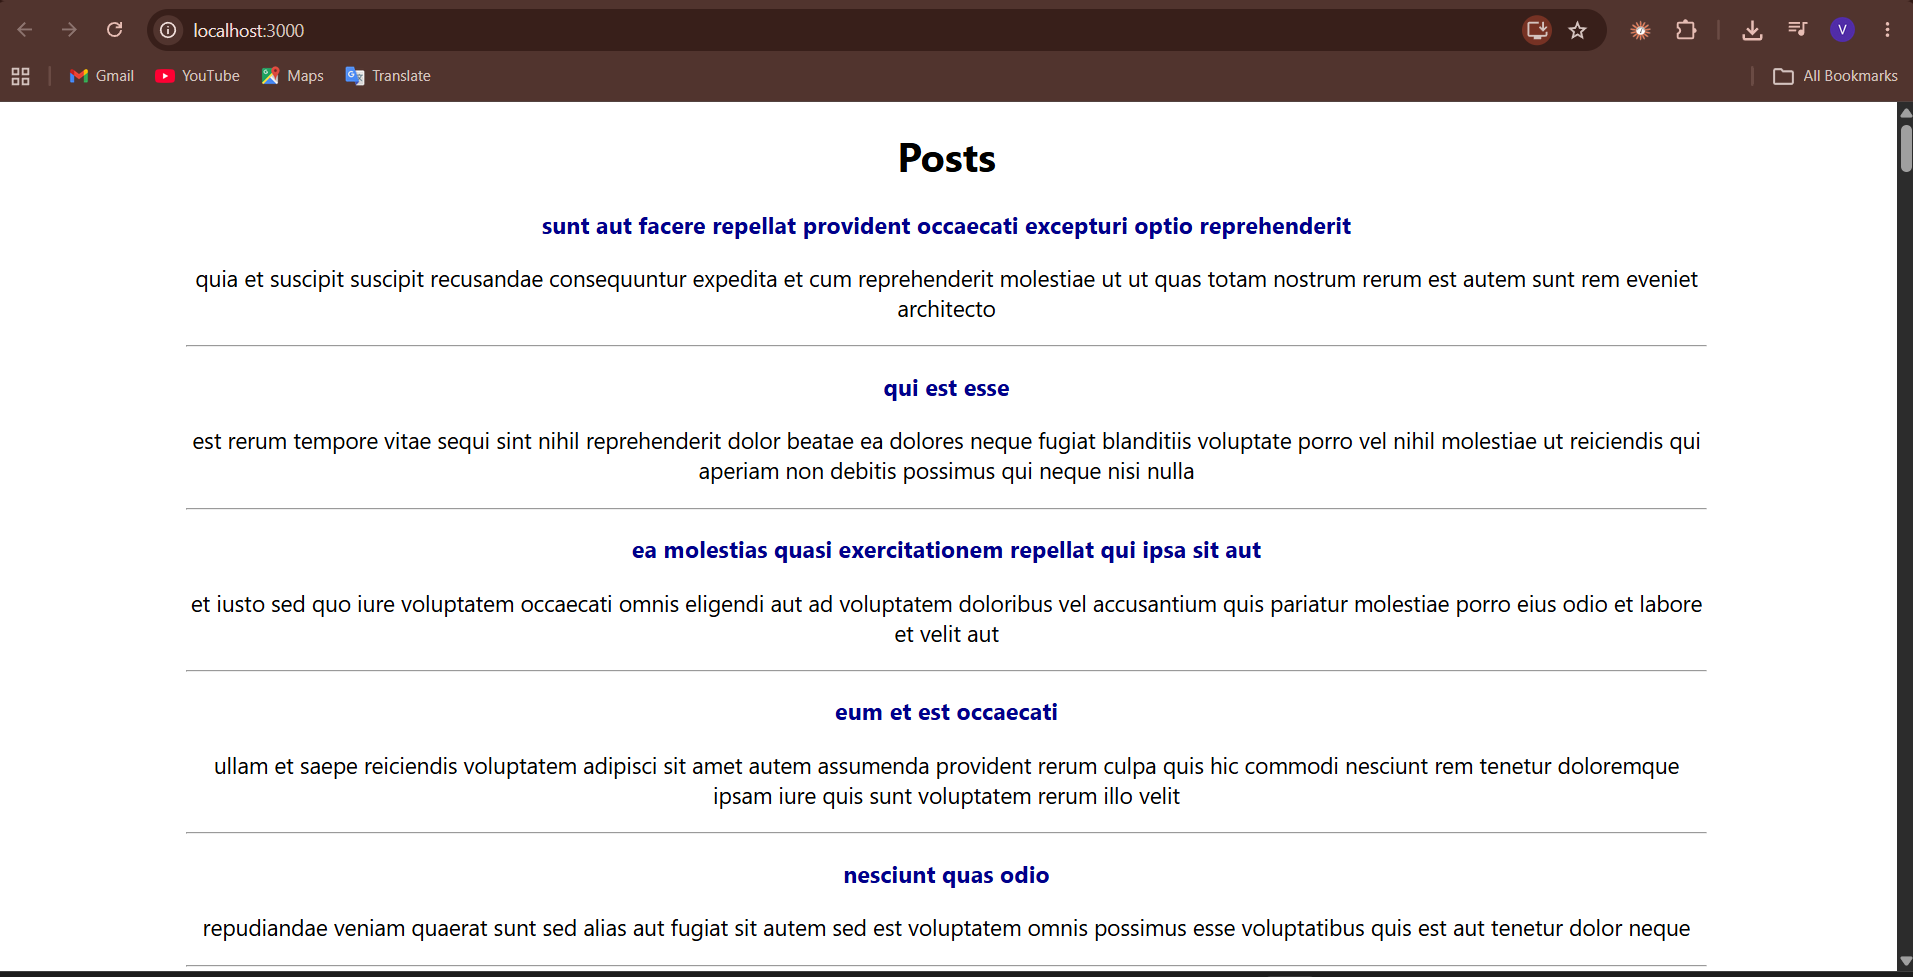 localhost:3000
V
Gmail
YouTube
Maps
Translate
All Bookmarks
Posts
sunt aut facere repellat provident occaecati excepturi optio reprehenderit
quia et suscipit suscipit recusandae consequuntur expedita et cum reprehenderit molestiae ut ut quas totam nostrum rerum est autem sunt rem eveniet
architecto
qui est esse
est rerum tempore vitae sequi sint nihil reprehenderit dolor beatae ea dolores neque fugiat blanditiis voluptate porro vel nihil molestiae ut reiciendis qui
aperiam non debitis possimus qui neque nisi nulla
ea molestias quasi exercitationem repellat qui ipsa sit aut
et iusto sed quo iure voluptatem occaecati omnis eligendi aut ad voluptatem doloribus vel accusantium quis pariatur molestiae porro eius odio et labore
et velit aut
eum et est occaecati
ullam et saepe reiciendis voluptatem adipisci sit amet autem assumenda provident rerum culpa quis hic commodi nesciunt rem tenetur doloremque
ipsam iure quis sunt voluptatem rerum illo velit
nesciunt quas odio
repudiandae veniam quaerat sunt sed alias aut fugiat sit autem sed est voluptatem omnis possimus esse voluptatibus quis est aut tenetur dolor neque